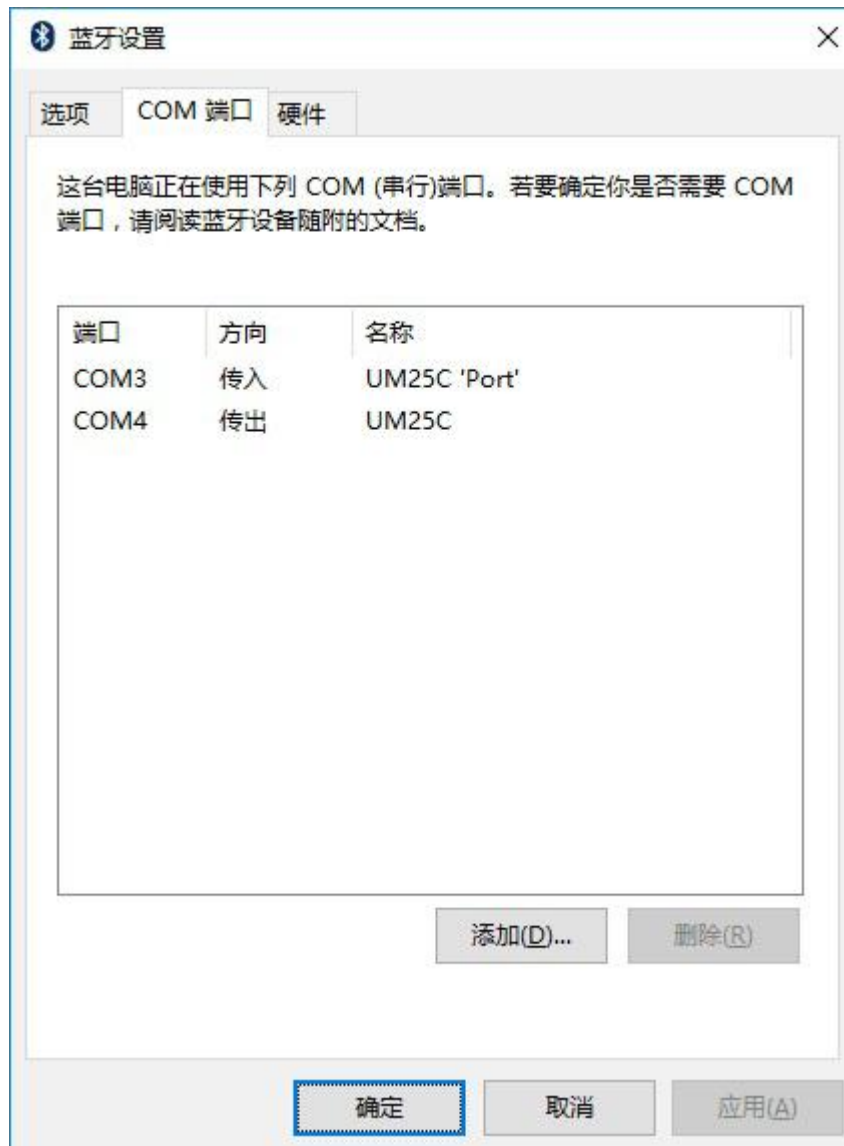 蓝牙设置
选项 COM 端口 硬件
这台电脑正在使用下列 COM (串行)端口。若要确定你是否需要 COM
端口，请阅读蓝牙设备随附的文档。
端口 方向 名称
COM3 传入 UM25C 'Port'
COM4 传出 UM25C
添加(D)... 删除(R)
确定 取消 应用(A)